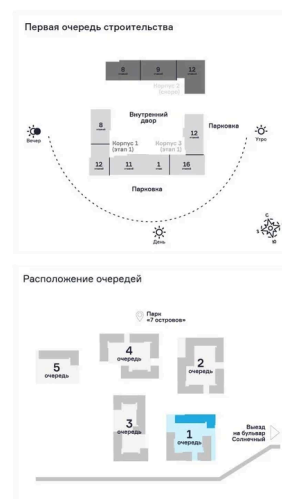 Первая очередь строительства
8 9 12
Корпус 2
8
Внутренний
двор
12
Парковка
Вечер
Утро
Корпус 1
(этап 1)
Корпус 3
(этап 2)
12 11 1 16
Парковка
День
С
Ю
Расположение очередей
Парк
«7 островов»
4
очередь
5
очередь
2
очередь
3
очередь
1
очередь
Выезд
на бульвар
Солнечный